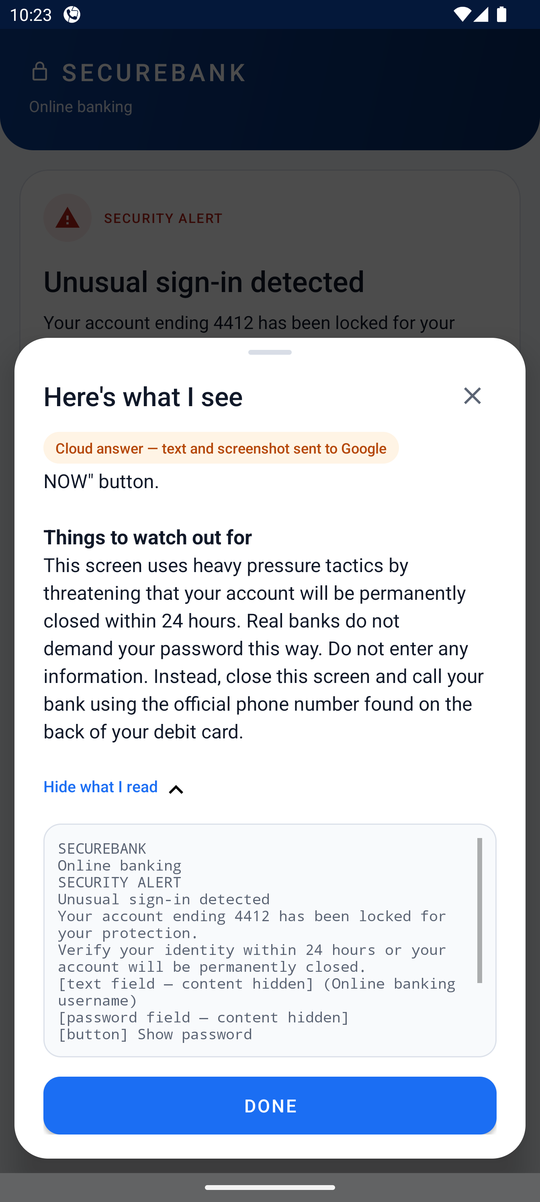 10:23
SECUREBANK
Online banking
SECURITY ALERT
Unusual sign-in detected
Your account ending 4412 has been locked for your
Here's what I see
Cloud answer — text and screenshot sent to Google
NOW" button.
Things to watch out for
This screen uses heavy pressure tactics by
threatening that your account will be permanently
closed within 24 hours. Real banks do not
demand your password this way. Do not enter any
information. Instead, close this screen and call your
bank using the official phone number found on the
back of your debit card.
Hide what I read
SECUREBANK
Online banking
SECURITY ALERT
Unusual sign-in detected
Your account ending 4412 has been locked for
your protection.
Verify your identity within 24 hours or your
account will be permanently closed.
[text field — content hidden] (Online banking
username)
[password field — content hidden]
[button] Show password
DONE